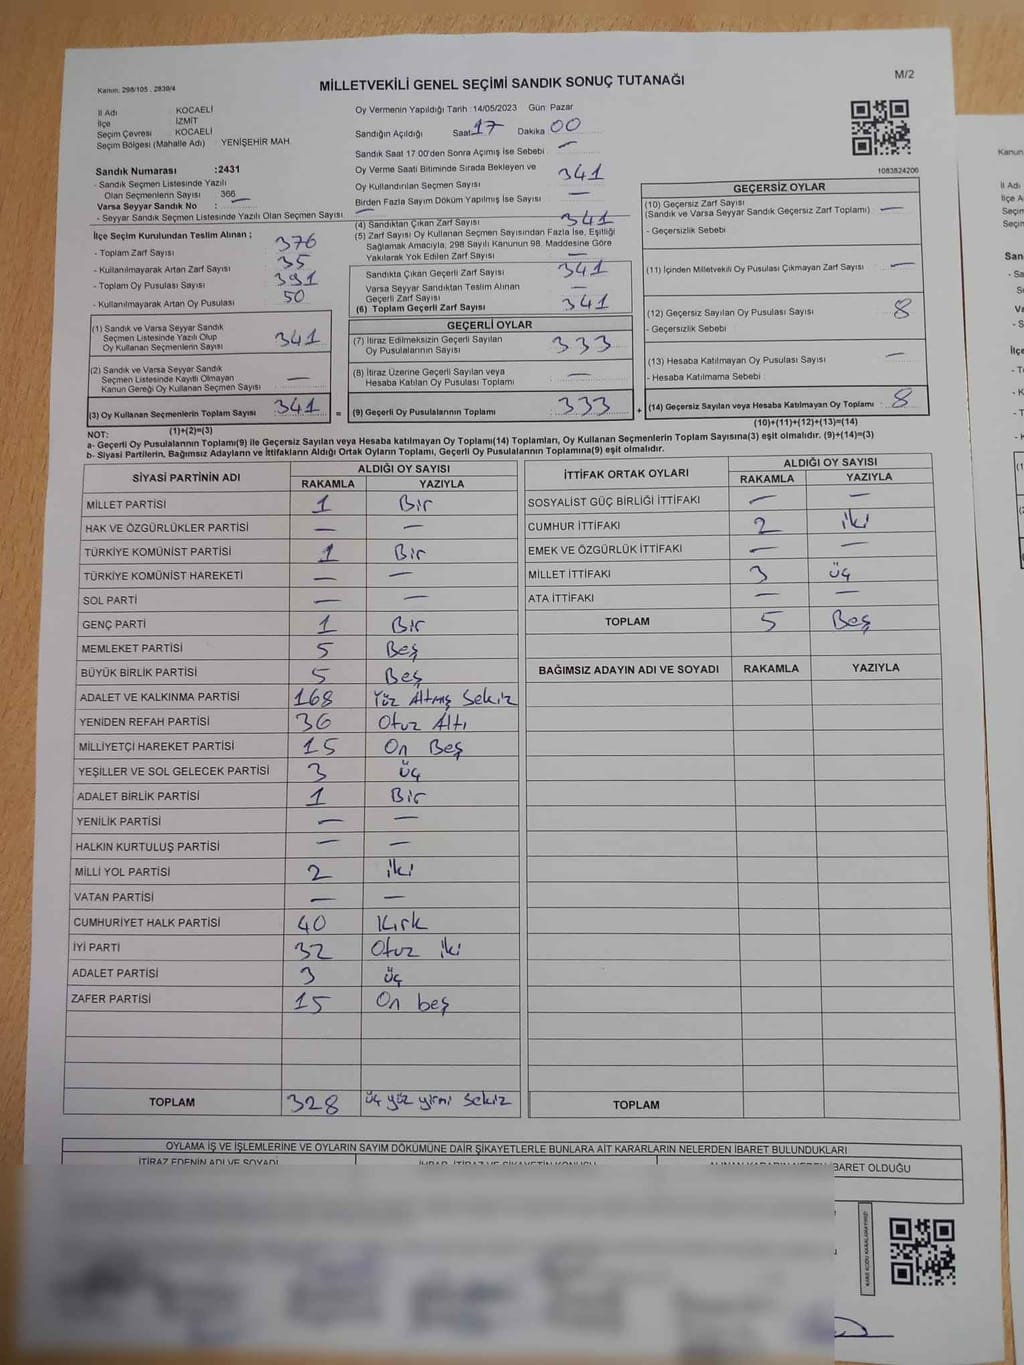 Kanun: 298/105 , 2839/4
MİLLETVEKİLİ GENEL SEÇİMİ SANDIK SONUÇ TUTANAĞI
M/2
İl Adı KOCAELİ
İlçe İZMİT
Seçim Çevresi KOCAELİ
Seçim Bölgesi (Mahalle Adı) YENİŞEHİR MAH.
Sandık Numarası :2431
- Sandık Seçmen Listesinde Yazılı
Olan Seçmenlerin Sayısı 366
Varsa Seyyar Sandık No : —
- Seyyar Sandık Seçmen Listesinde Yazılı Olan Seçmen Sayısı —
İlçe Seçim Kurulundan Teslim Alınan ;
- Toplam Zarf Sayısı 376
- Kullanılmayarak Artan Zarf Sayısı 35
- Toplam Oy Pusulası Sayısı 391
- Kullanılmayarak Artan Oy Pusulası 50
(1) Sandık ve Varsa Seyyar Sandık
Seçmen Listesinde Yazılı Olup
Oy Kullanan Seçmenlerin Sayısı 341
(2) Sandık ve Varsa Seyyar Sandık
Seçmen Listesinde Kayıtlı Olmayan
Kanun Gereği Oy Kullanan Seçmen Sayısı —
(3) Oy Kullanan Seçmenlerin Toplam Sayısı 341
(1)+(2)=(3)
Oy Vermenin Yapıldığı Tarih : 14/05/2023 Gün: Pazar
Sandığın Açıldığı Saat 17 Dakika 00
Sandık Saat 17:00'den Sonra Açımış İse Sebebi —
Oy Verme Saati Bitiminde Sırada Bekleyen ve
Oy Kullandırılan Seçmen Sayısı 341
Birden Fazla Sayım Döküm Yapılmış İse Sayısı —
(4) Sandıktan Çıkan Zarf Sayısı 341
(5) Zarf Sayısı Oy Kullanan Seçmen Sayısından Fazla İse, Eşitliği
Sağlamak Amacıyla, 298 Sayılı Kanunun 98. Maddesine Göre
Yakılarak Yok Edilen Zarf Sayısı —
Sandıkta Çıkan Geçerli Zarf Sayısı 341
Varsa Seyyar Sandıktan Teslim Alınan
Geçerli Zarf Sayısı —
(6) Toplam Geçerli Zarf Sayısı 341
GEÇERLİ OYLAR
(7) İtiraz Edilmeksizin Geçerli Sayılan
Oy Pusulalarının Sayısı 333
(8) İtiraz Üzerine Geçerli Sayılan veya
Hesaba Katılan Oy Pusulası Toplamı —
= (9) Geçerli Oy Pusulalarının Toplamı 333
1083824206
GEÇERSİZ OYLAR
(10) Geçersiz Zarf Sayısı
(Sandık ve Varsa Seyyar Sandık Geçersiz Zarf Toplamı) —
- Geçersizlik Sebebi
(11) İçinden Milletvekili Oy Pusulası Çıkmayan Zarf Sayısı —
(12) Geçersiz Sayılan Oy Pusulası Sayısı 8
- Geçersizlik Sebebi
(13) Hesaba Katılmayan Oy Pusulası Sayısı —
- Hesaba Katılmama Sebebi
+ (14) Geçersiz Sayılan veya Hesaba Katılmayan Oy Toplamı 8
(10)+(11)+(12)+(13)=(14)
NOT:
a- Geçerli Oy Pusulalarının Toplamı(9) ile Geçersiz Sayılan veya Hesaba katılmayan Oy Toplamı(14) Toplamları, Oy Kullanan Seçmenlerin Toplam Sayısına(3) eşit olmalıdır. (9)+(14)=(3)
b- Siyasi Partilerin, Bağımsız Adayların ve İttifakların Aldığı Ortak Oyların Toplamı, Geçerli Oy Pusulalarının Toplamına(9) eşit olmalıdır.
SİYASİ PARTİNİN ADI ALDIĞI OY SAYISI
RAKAMLA YAZIYLA
MİLLET PARTİSİ 1 Bir
HAK VE ÖZGÜRLÜKLER PARTİSİ — —
TÜRKİYE KOMÜNİST PARTİSİ 1 Bir
TÜRKİYE KOMÜNİST HAREKETİ — —
SOL PARTİ — —
GENÇ PARTİ 1 Bir
MEMLEKET PARTİSİ 5 Beş
BÜYÜK BİRLİK PARTİSİ 5 Beş
ADALET VE KALKINMA PARTİSİ 168 Yüz Altmış Sekiz
YENİDEN REFAH PARTİSİ 36 Otuz Altı
MİLLİYETÇİ HAREKET PARTİSİ 15 On Beş
YEŞİLLER VE SOL GELECEK PARTİSİ 3 üç
ADALET BİRLİK PARTİSİ 1 Bir
YENİLİK PARTİSİ — —
HALKIN KURTULUŞ PARTİSİ — —
MİLLİ YOL PARTİSİ 2 iki
VATAN PARTİSİ — —
CUMHURİYET HALK PARTİSİ 40 Kırk
İYİ PARTİ 32 Otuz iki
ADALET PARTİSİ 3 üç
ZAFER PARTİSİ 15 On beş
TOPLAM 328 üç yüz yirmi sekiz
İTTİFAK ORTAK OYLARI ALDIĞI OY SAYISI
RAKAMLA YAZIYLA
SOSYALİST GÜÇ BİRLİĞİ İTTİFAKI — —
CUMHUR İTTİFAKI 2 iki
EMEK VE ÖZGÜRLÜK İTTİFAKI — —
MİLLET İTTİFAKI 3 üç
ATA İTTİFAKI — —
TOPLAM 5 Beş
BAĞIMSIZ ADAYIN ADI VE SOYADI RAKAMLA YAZIYLA
TOPLAM
OYLAMA İŞ VE İŞLEMLERİNE VE OYLARIN SAYIM DÖKÜMÜNE DAİR ŞİKAYETLERLE BUNLARA AİT KARARLARIN NELERDEN İBARET BULUNDUKLARI
İTİRAZ EDENİN ADI VE SOYADI
İBARET OLDUĞU
KARE KODU KARALAMAYINIZ!
Kanun
İl Adı
İlçe A
Seçim